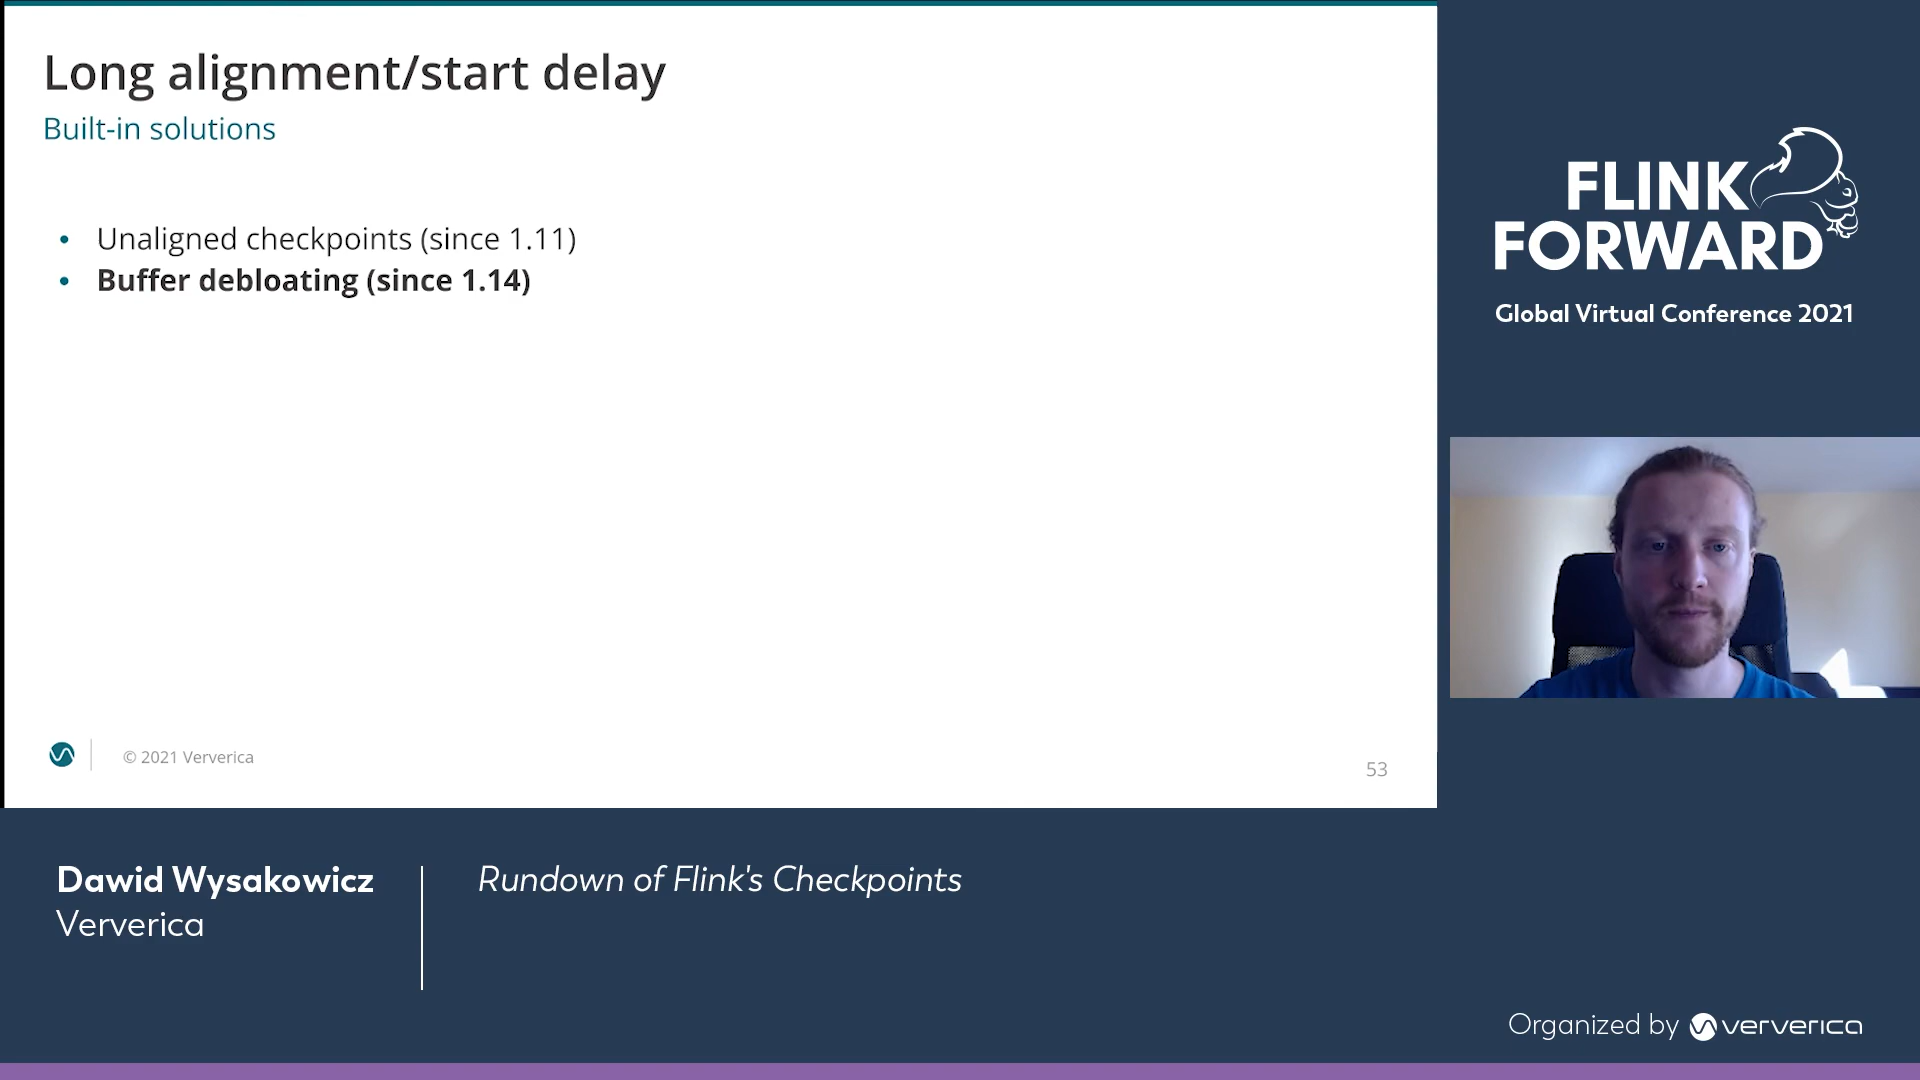 Long alignment/start delay
Built-in solutions
• Unaligned checkpoints (since 1.11)
• Buffer debloating (since 1.14)
© 2021 Ververica
53
FLINK
FORWARD
Global Virtual Conference 2021
Dawid Wysakowicz
Ververica
Rundown of Flink's Checkpoints
Organized by ververica